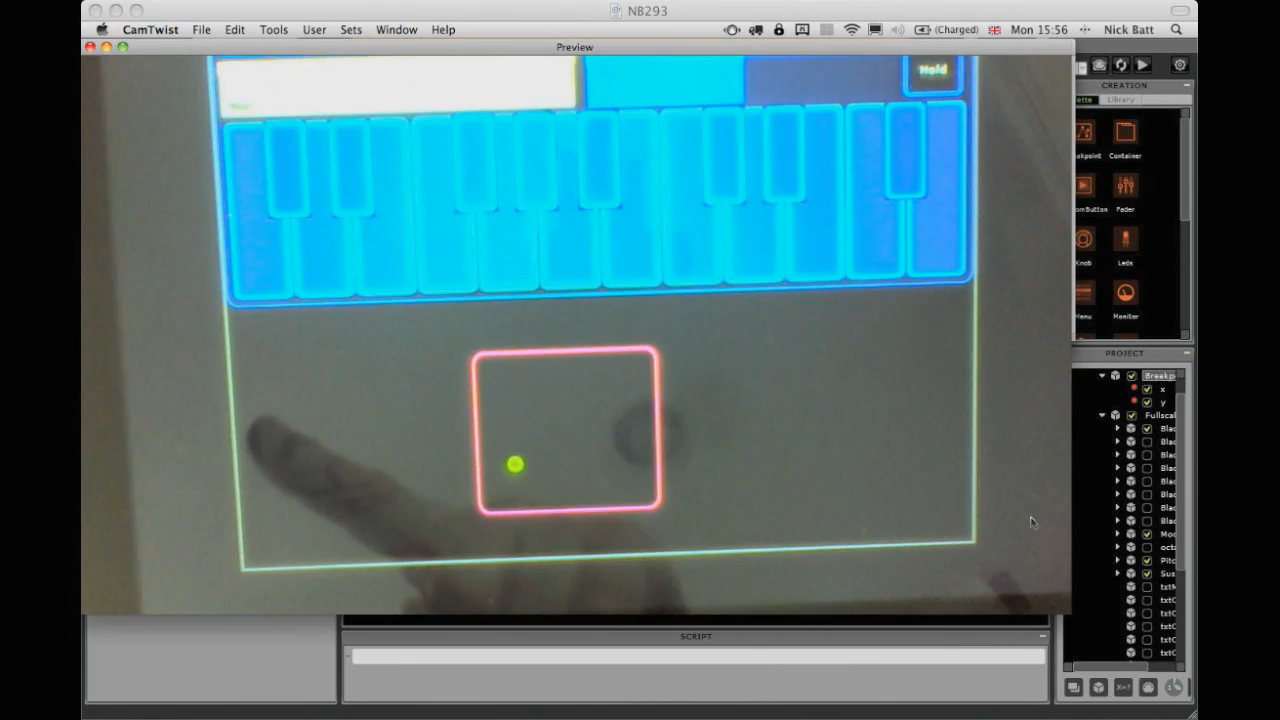 NB293
CamTwist File Edit Tools User Sets Window Help (Charged) Mon 15:56 Nick Batt
Preview
Hold
CREATION
Library
Container
Fader
Knob Leds
Menu Monitor
PROJECT
x
y
SCRIPT
X=?
1 %